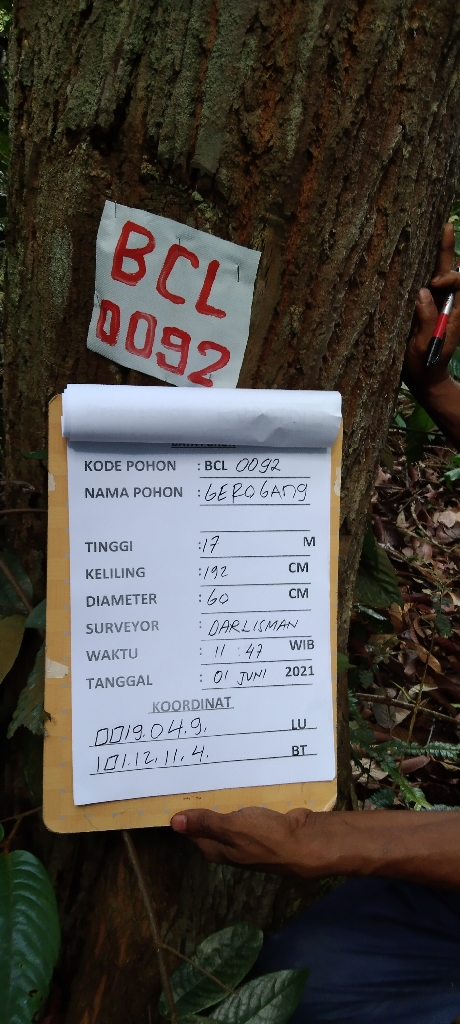 BCL
0092
KODE POHON : BCL 0092
NAMA POHON : GEROGANG
TINGGI : 17 M
KELILING : 192 CM
DIAMETER : 60 CM
SURVEYOR : DARLISMAN
WAKTU : 11 : 47 WIB
TANGGAL : 01 JUNI 2021
KOORDINAT
0019.04.9. LU
101.12.11.4. BT